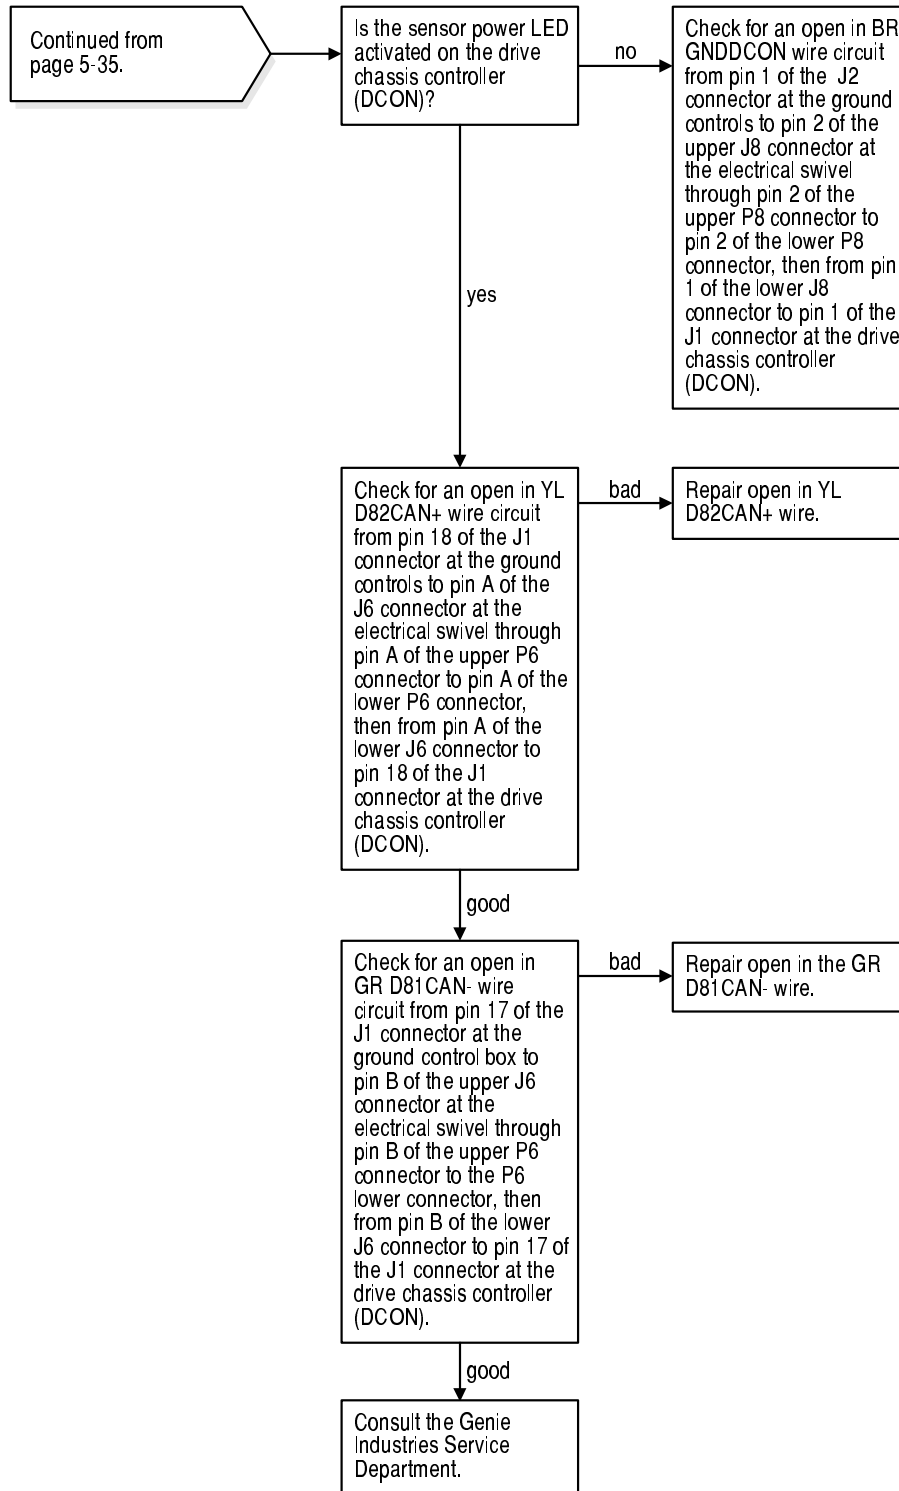 Continued from
page 5-35.
Is the sensor power LED
activated on the drive
chassis controller
(DCON)?
no
Check for an open in BR
GNDDCON wire circuit
from pin 1 of the J2
connector at the ground
controls to pin 2 of the
upper J8 connector at
the electrical swivel
through pin 2 of the
upper P8 connector to
pin 2 of the lower P8
connector, then from pin
1 of the lower J8
connector to pin 1 of the
J1 connector at the drive
chassis controller
(DCON).
yes
Check for an open in YL
D82CAN+ wire circuit
from pin 18 of the J1
connector at the ground
controls to pin A of the
J6 connector at the
electrical swivel through
pin A of the upper P6
connector to pin A of the
lower P6 connector,
then from pin A of the
lower J6 connector to
pin 18 of the J1
connector at the drive
chassis controller
(DCON).
bad
Repair open in YL
D82CAN+ wire.
good
Check for an open in
GR D81CAN- wire
circuit from pin 17 of the
J1 connector at the
ground control box to
pin B of the upper J6
connector at the
electrical swivel through
pin B of the upper P6
connector to the P6
lower connector, then
from pin B of the lower
J6 connector to pin 17 of
the J1 connector at the
drive chassis controller
(DCON).
bad
Repair open in the GR
D81CAN- wire.
good
Consult the Genie
Industries Service
Department.